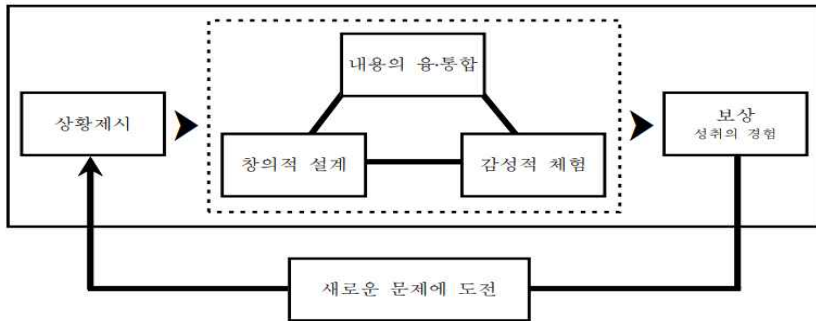 내용의 융·통합
상황제시
창의적 설계
감성적 체험
보상
성취의 경험
새로운 문제에 도전